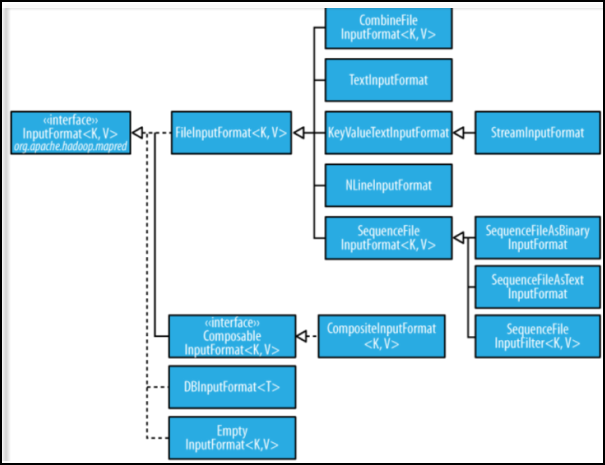 CombineFile
InputFormat<K, V>
TextInputFormat
«interface»
InputFormat<K, V>
org.apache.hadoop.mapred
FileInputFormat<K, V>
KeyValueTextInputFormat
StreamInputFormat
NLineInputFormat
SequenceFile
InputFormat<K, V>
SequenceFileAsBinary
InputFormat
SequenceFileAsText
InputFormat
SequenceFile
InputFilter<K, V>
«interface»
Composable
InputFormat<K, V>
CompositeInputFormat
<K, V>
DBInputFormat<T>
Empty
InputFormat<K,V>